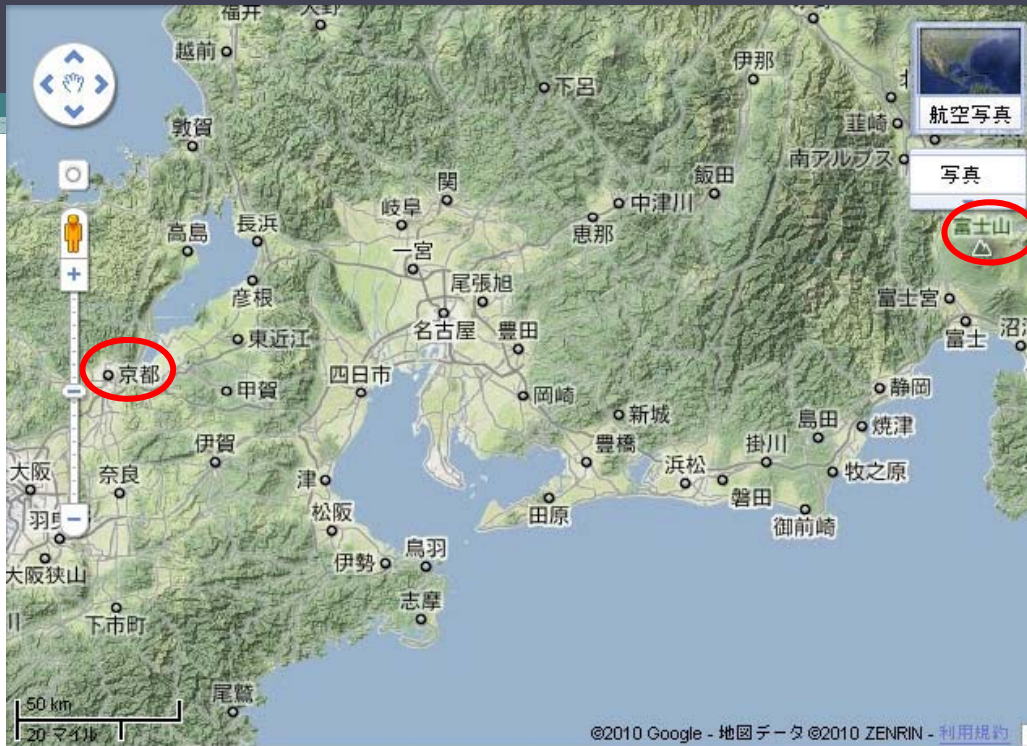 福井
越前
下呂
伊那
航空写真
韮崎
敦賀
南アルプス
写真
関
飯田
中津川
岐阜
恵那
富士山
高島
長浜
一宮
尾張旭
彦根
富士宮
東近江
名古屋
豊田
富士
京都
四日市
甲賀
岡崎
静岡
新城
島田
焼津
伊賀
豊橋
掛川
大阪
奈良
津
浜松
牧之原
磐田
松阪
田原
御前崎
鳥羽
伊勢
大阪狭山
志摩
下市町
尾鷲
50 km
20 マイル
©2010 Google - 地図データ ©2010 ZENRIN - 利用規約